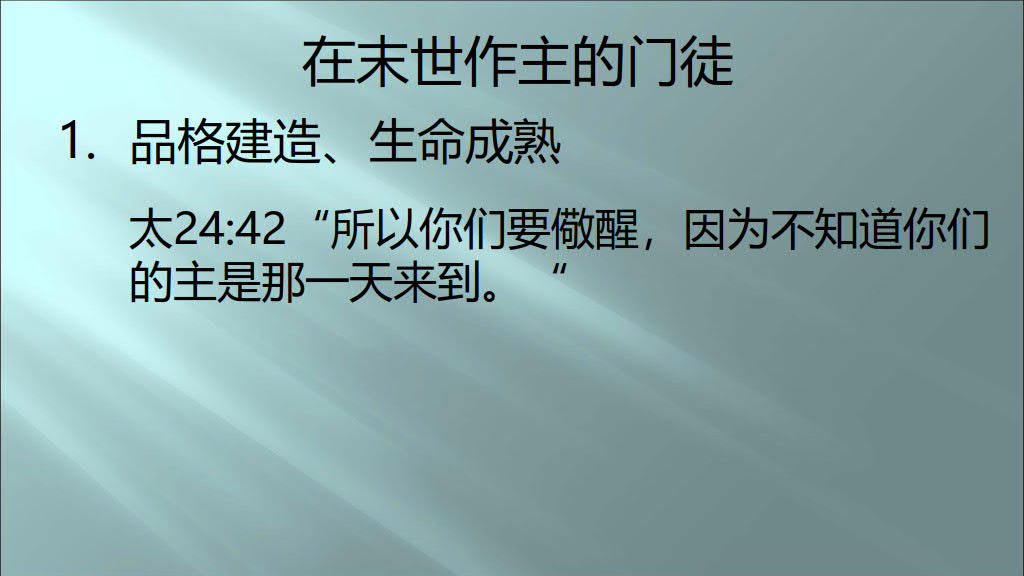 在末世作主的门徒
1. 品格建造、生命成熟
太24:42“所以你们要儆醒，因为不知道你们
的主是那一天来到。 “